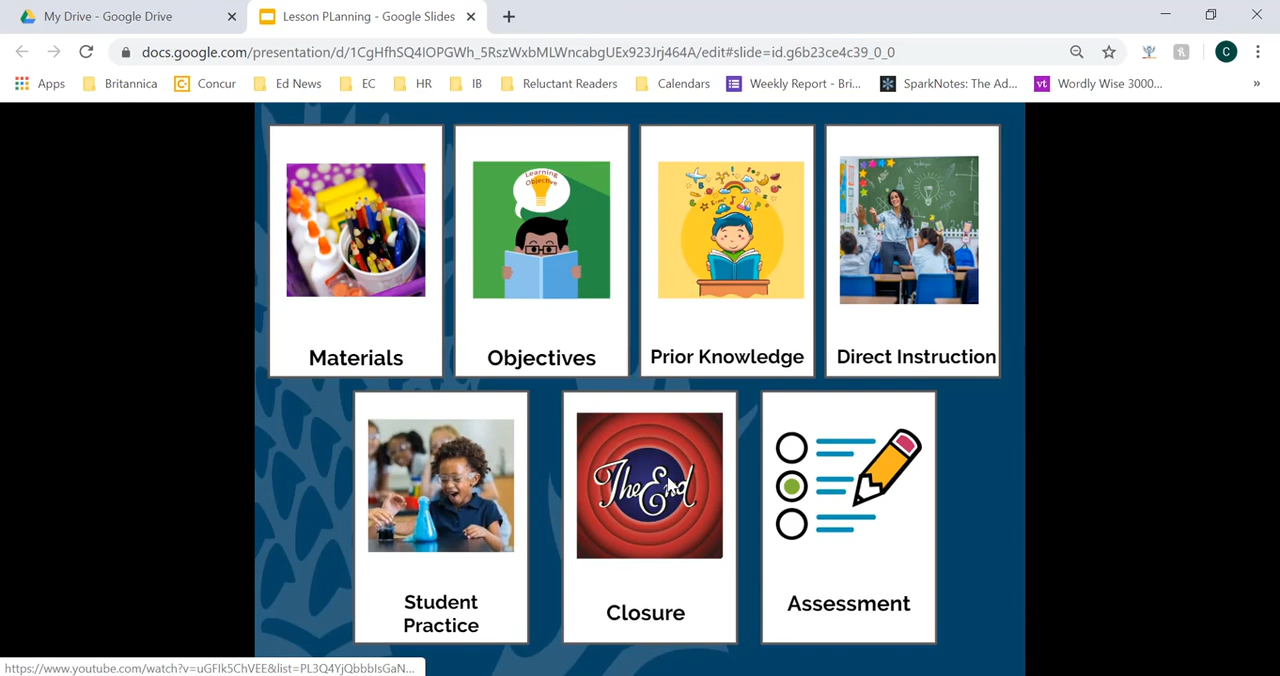 My Drive - Google Drive
Lesson PLanning - Google Slides
docs.google.com/presentation/d/1CgHfhSQ4IOPGWh_5RszWxbMLWncabgUEx923Jrj464A/edit#slide=id.g6b23ce4c39_0_0
C
Apps
Britannica
Concur
Ed News
EC
HR
IB
Reluctant Readers
Calendars
Weekly Report - Bri...
SparkNotes: The Ad...
vt Wordly Wise 3000...
»
Learning
Objective
Materials
Objectives
Prior Knowledge
Direct Instruction
The End
Student
Practice
Closure
Assessment
https://www.youtube.com/watch?v=uGFIk5ChVEE&list=PL3Q4YjQbbbIsGaN...